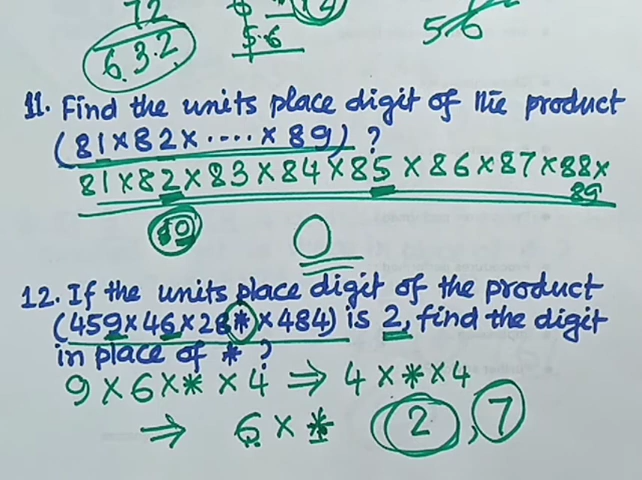 72
6.3.2
5.6
5.6
11. Find the units place digit of the product
(81×82×....×89)?
81×82×83×84×85×86×87×88×
89
10
0
12. If the units place digit of the product
(459×46×28*×484) is 2, find the digit
in place of *?
9×6×*×4 ⇒ 4×*×4
⇒ 6×* 2, 7